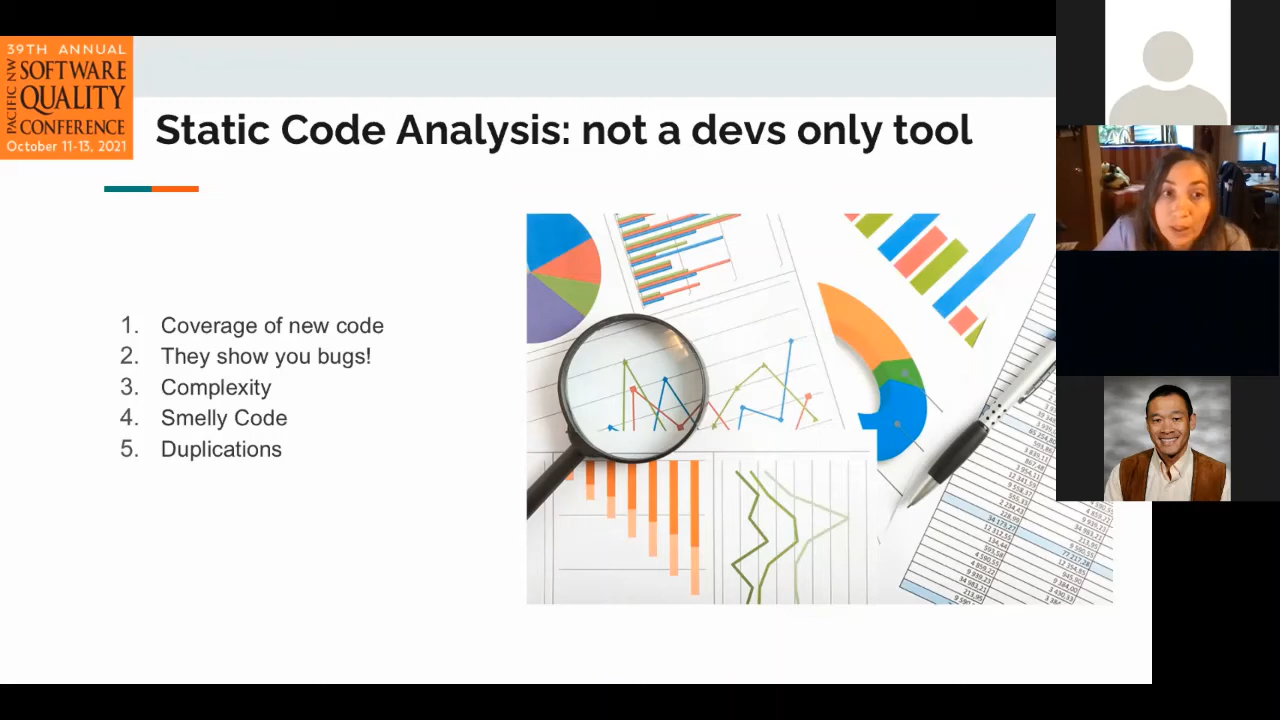 39TH ANNUAL
PACIFIC NW
SOFTWARE
QUALITY
CONFERENCE
October 11-13, 2021
Static Code Analysis: not a devs only tool
1. Coverage of new code
2. They show you bugs!
3. Complexity
4. Smelly Code
5. Duplications